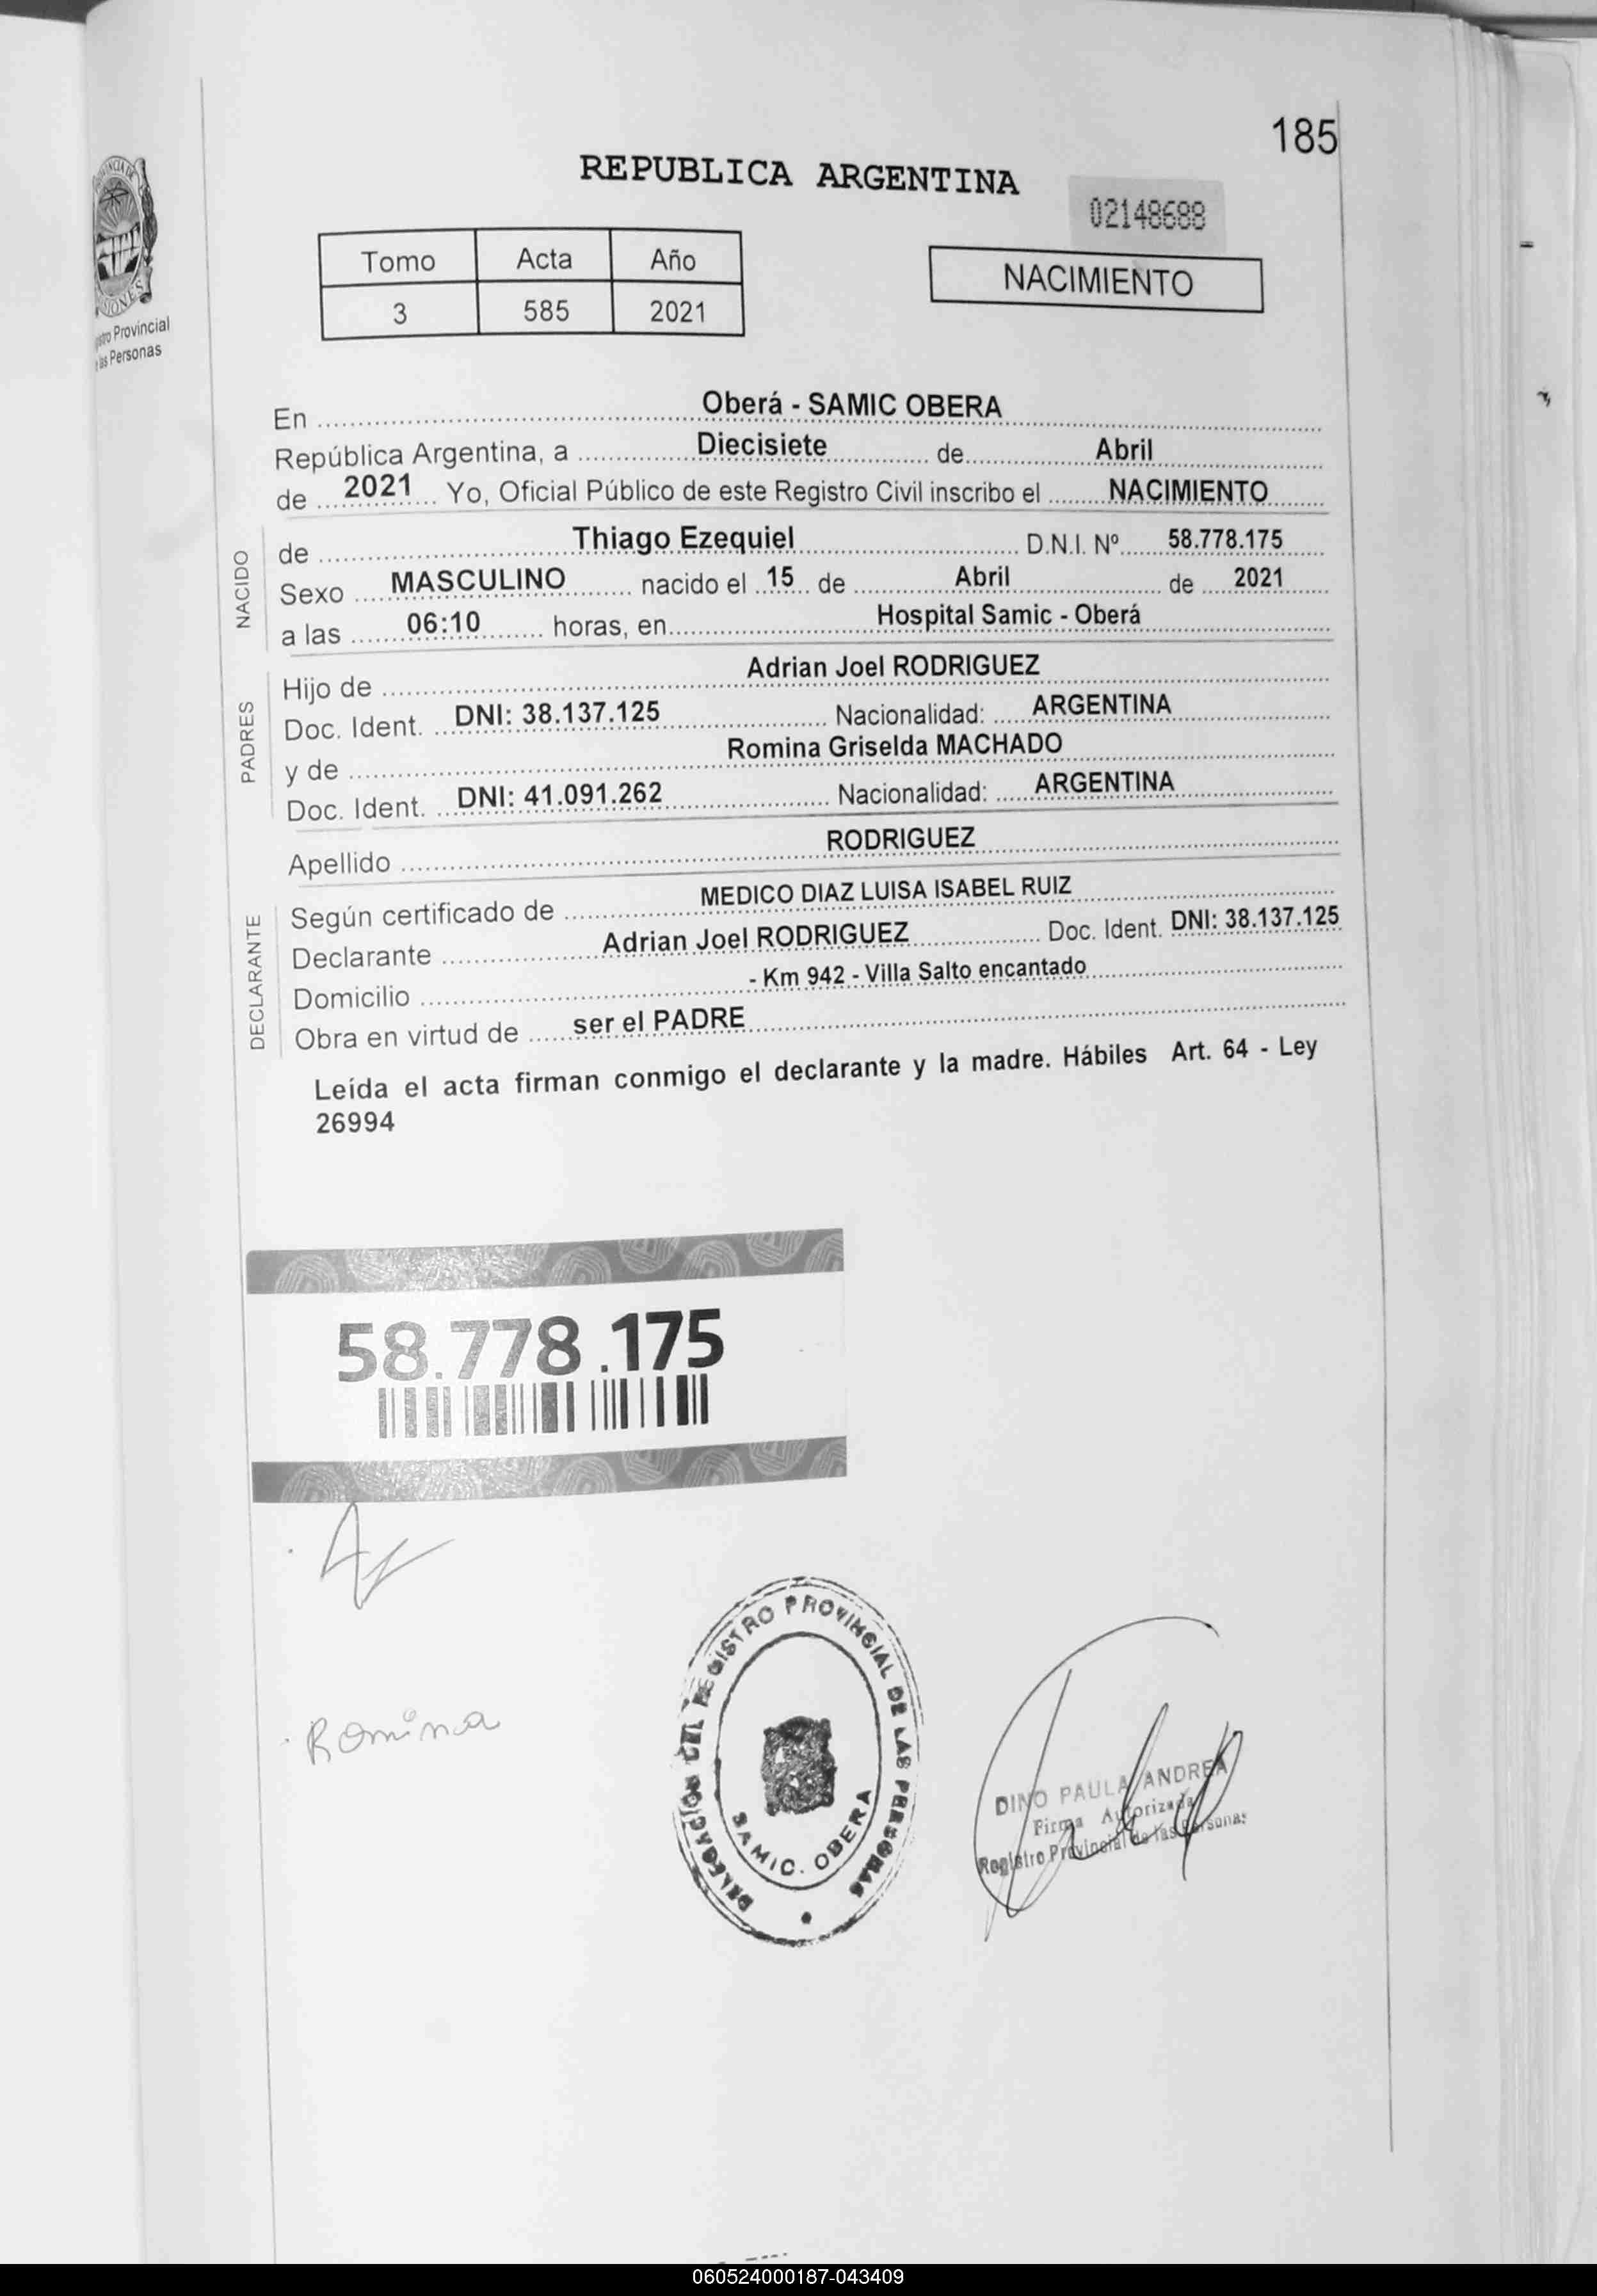 185
REPUBLICA ARGENTINA
02148688
Tomo Acta Año
3 585 2021
NACIMIENTO
PROVINCIA DE
MISIONES
Provincial
las Personas
En Oberá - SAMIC OBERA
República Argentina, a Diecisiete de Abril
de 2021 Yo, Oficial Público de este Registro Civil inscribo el NACIMIENTO
NACIDO
de Thiago Ezequiel D.N.I. Nº 58.778.175
Sexo MASCULINO nacido el 15 de Abril de 2021
a las 06:10 horas, en Hospital Samic - Oberá
PADRES
Hijo de Adrian Joel RODRIGUEZ
Doc. Ident. DNI: 38.137.125 Nacionalidad: ARGENTINA
y de Romina Griselda MACHADO
Doc. Ident. DNI: 41.091.262 Nacionalidad: ARGENTINA
Apellido RODRIGUEZ
DECLARANTE
Según certificado de MEDICO DIAZ LUISA ISABEL RUIZ
Declarante Adrian Joel RODRIGUEZ Doc. Ident. DNI: 38.137.125
Domicilio - Km 942 - Villa Salto encantado
Obra en virtud de ser el PADRE
Leída el acta firman conmigo el declarante y la madre. Hábiles Art. 64 - Ley
26994
58.778.175
Romina
DELEGACION DEL REGISTRO PROVINCIAL DE LAS PERSONAS
SAMIC. OBERA
DINO PAULA ANDREA
Firma Autorizada
Registro Provincial de las Personas
060524000187-043409